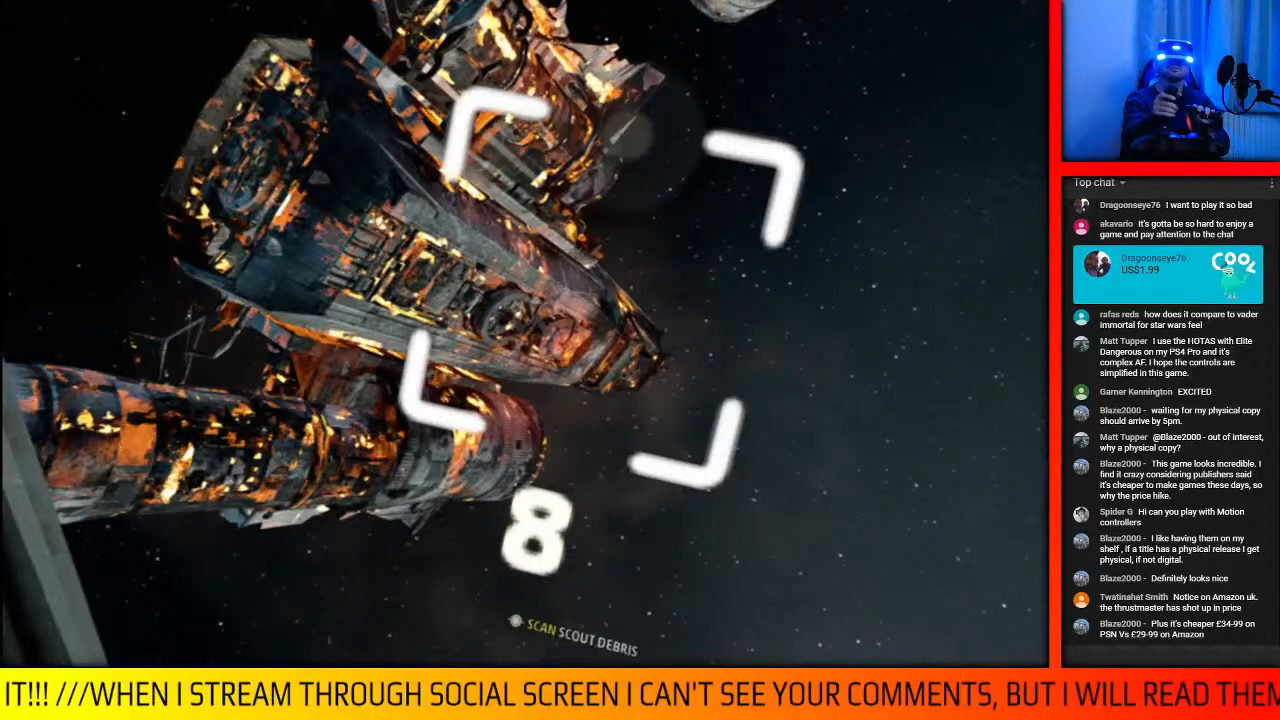 8
SCAN SCOUT DEBRIS
Top chat
Dragoonseye76 I want to play it so bad
akavario It's gotta be so hard to enjoy a
game and pay attention to the chat
Dragoonseye76
US$1.99
COOL
rafas reds how does it compare to vader
immortal for star wars feel
Matt Tupper I use the HOTAS with Elite
Dangerous on my PS4 Pro and it's
complex AF. I hope the controls are
simplified in this game.
Gamer Kennington EXCITED
Blaze2000 - waiting for my physical copy
should arrive by 5pm.
Matt Tupper @Blaze2000 - out of interest,
why a physical copy?
Blaze2000 - This game looks incredible. I
find it crazy considering publishers said
it's cheaper to make games these days, so
why the price hike.
Spider G Hi can you play with Motion
controllers
Blaze2000 - I like having them on my
shelf , if a title has a physical release I get
physical, if not digital.
Blaze2000 - Definitely looks nice
Twatinahat Smith Notice on Amazon uk.
the thrustmaster has shot up in price
Blaze2000 - Plus it's cheaper £34-99 on
PSN Vs £29-99 on Amazon
IT!!! ///WHEN I STREAM THROUGH SOCIAL SCREEN I CAN'T SEE YOUR COMMENTS, BUT I WILL READ THEM